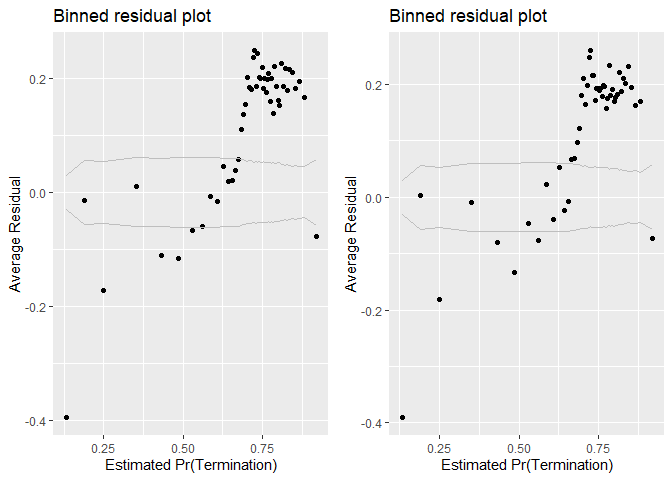 Binned residual plot
Average Residual
0.2
0.0
-0.2
-0.4
0.25
0.50
0.75
Estimated Pr(Termination)
Binned residual plot
Average Residual
0.2
0.0
-0.2
-0.4
0.25
0.50
0.75
Estimated Pr(Termination)